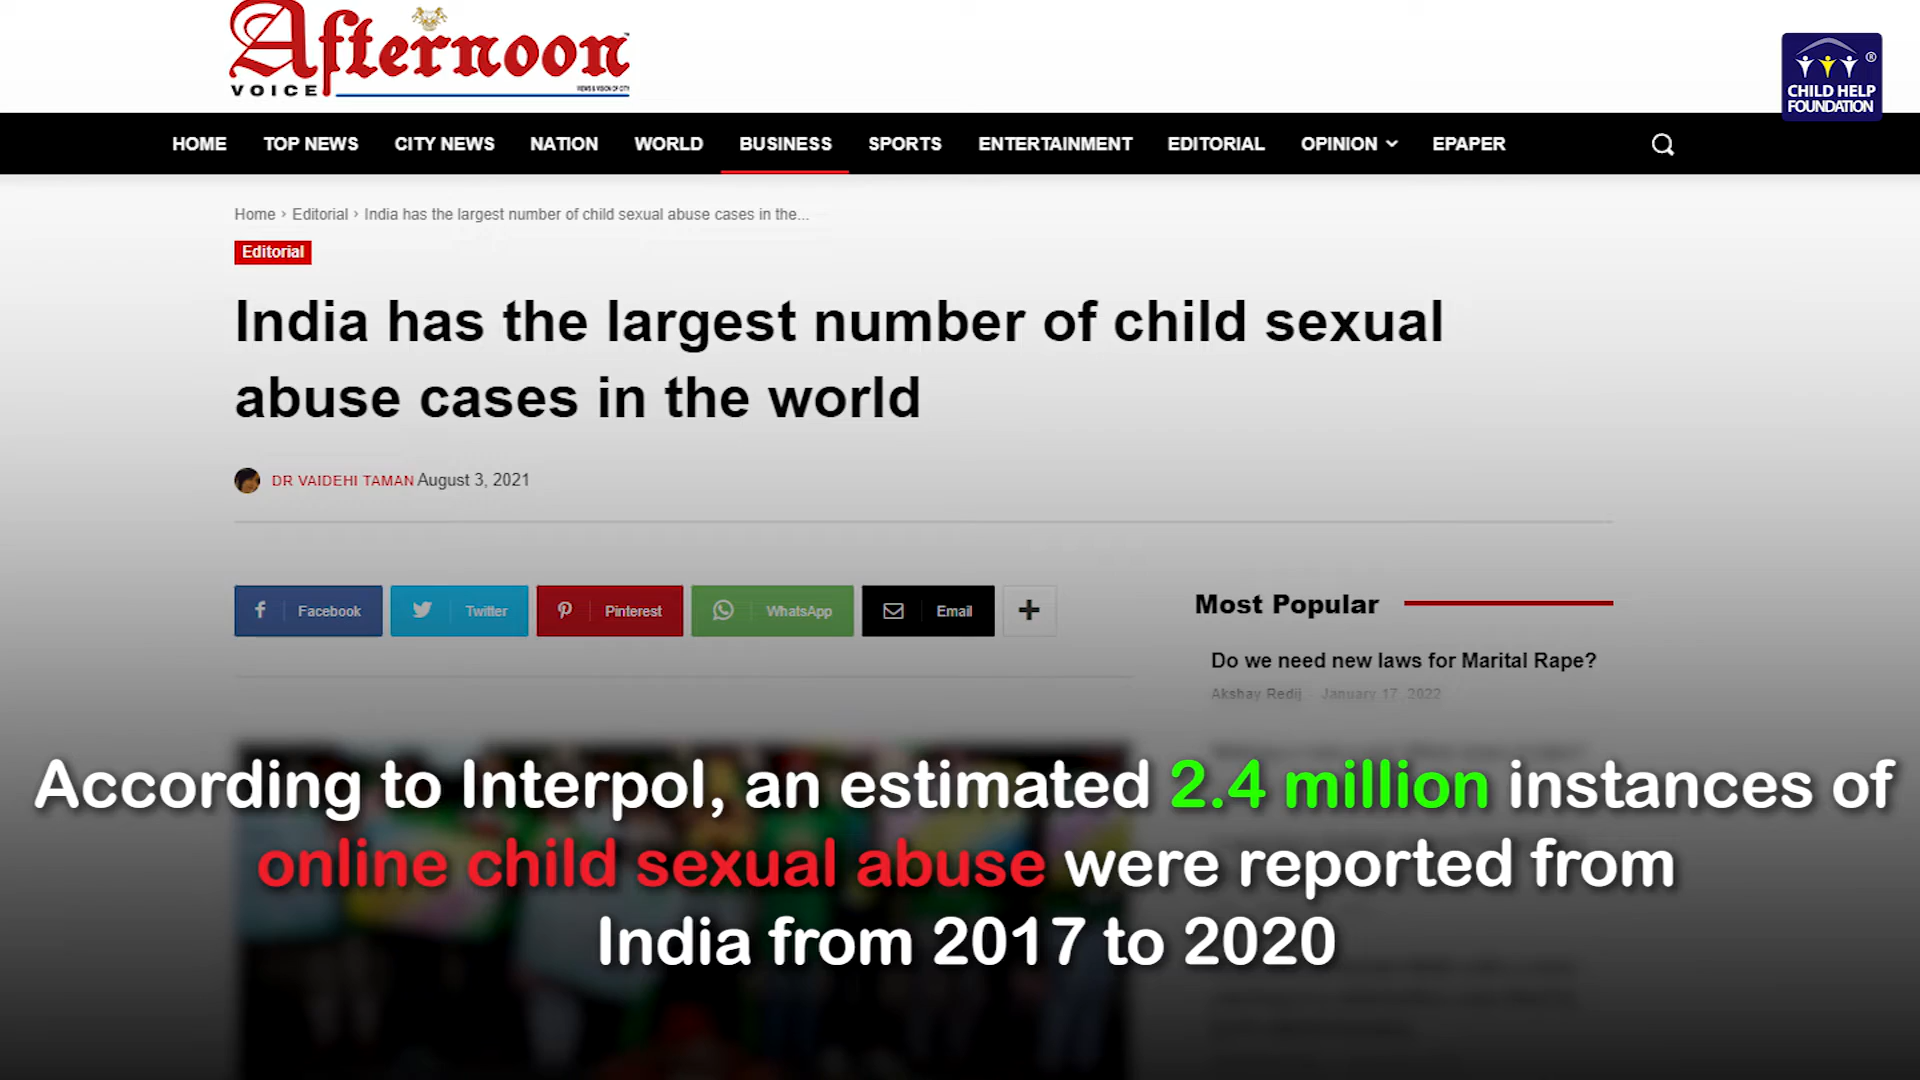 Afternoon
VOICE
VIEWS & VISION OF CITY
CHILD HELP
FOUNDATION
HOME TOP NEWS CITY NEWS NATION WORLD BUSINESS SPORTS ENTERTAINMENT EDITORIAL OPINION EPAPER
Home › Editorial › India has the largest number of child sexual abuse cases in the...
Editorial
India has the largest number of child sexual
abuse cases in the world
DR VAIDEHI TAMAN August 3, 2021
Facebook Twitter Pinterest WhatsApp Email +
Most Popular
Do we need new laws for Marital Rape?
Akshay Redij January 17, 2022
According to Interpol, an estimated 2.4 million instances of
online child sexual abuse were reported from
India from 2017 to 2020